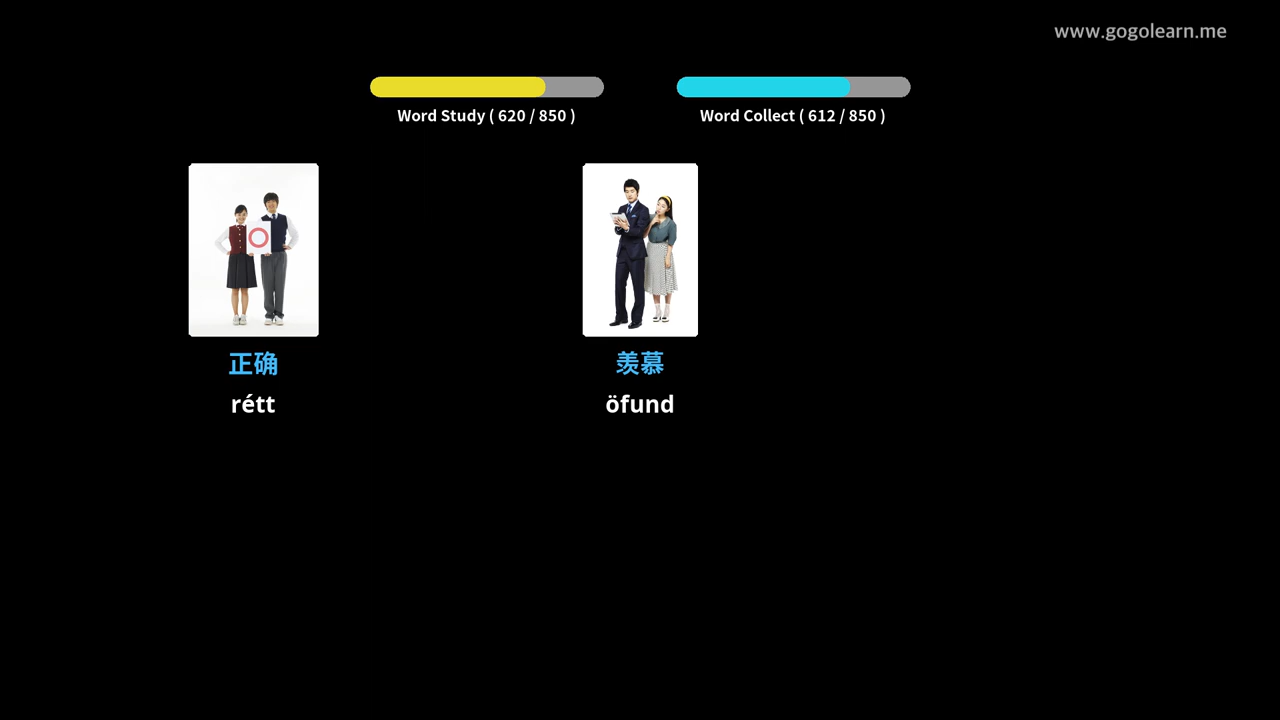 www.gogolearn.me
Word Study ( 620 / 850 )
Word Collect ( 612 / 850 )
正确
rétt
羡慕
öfund